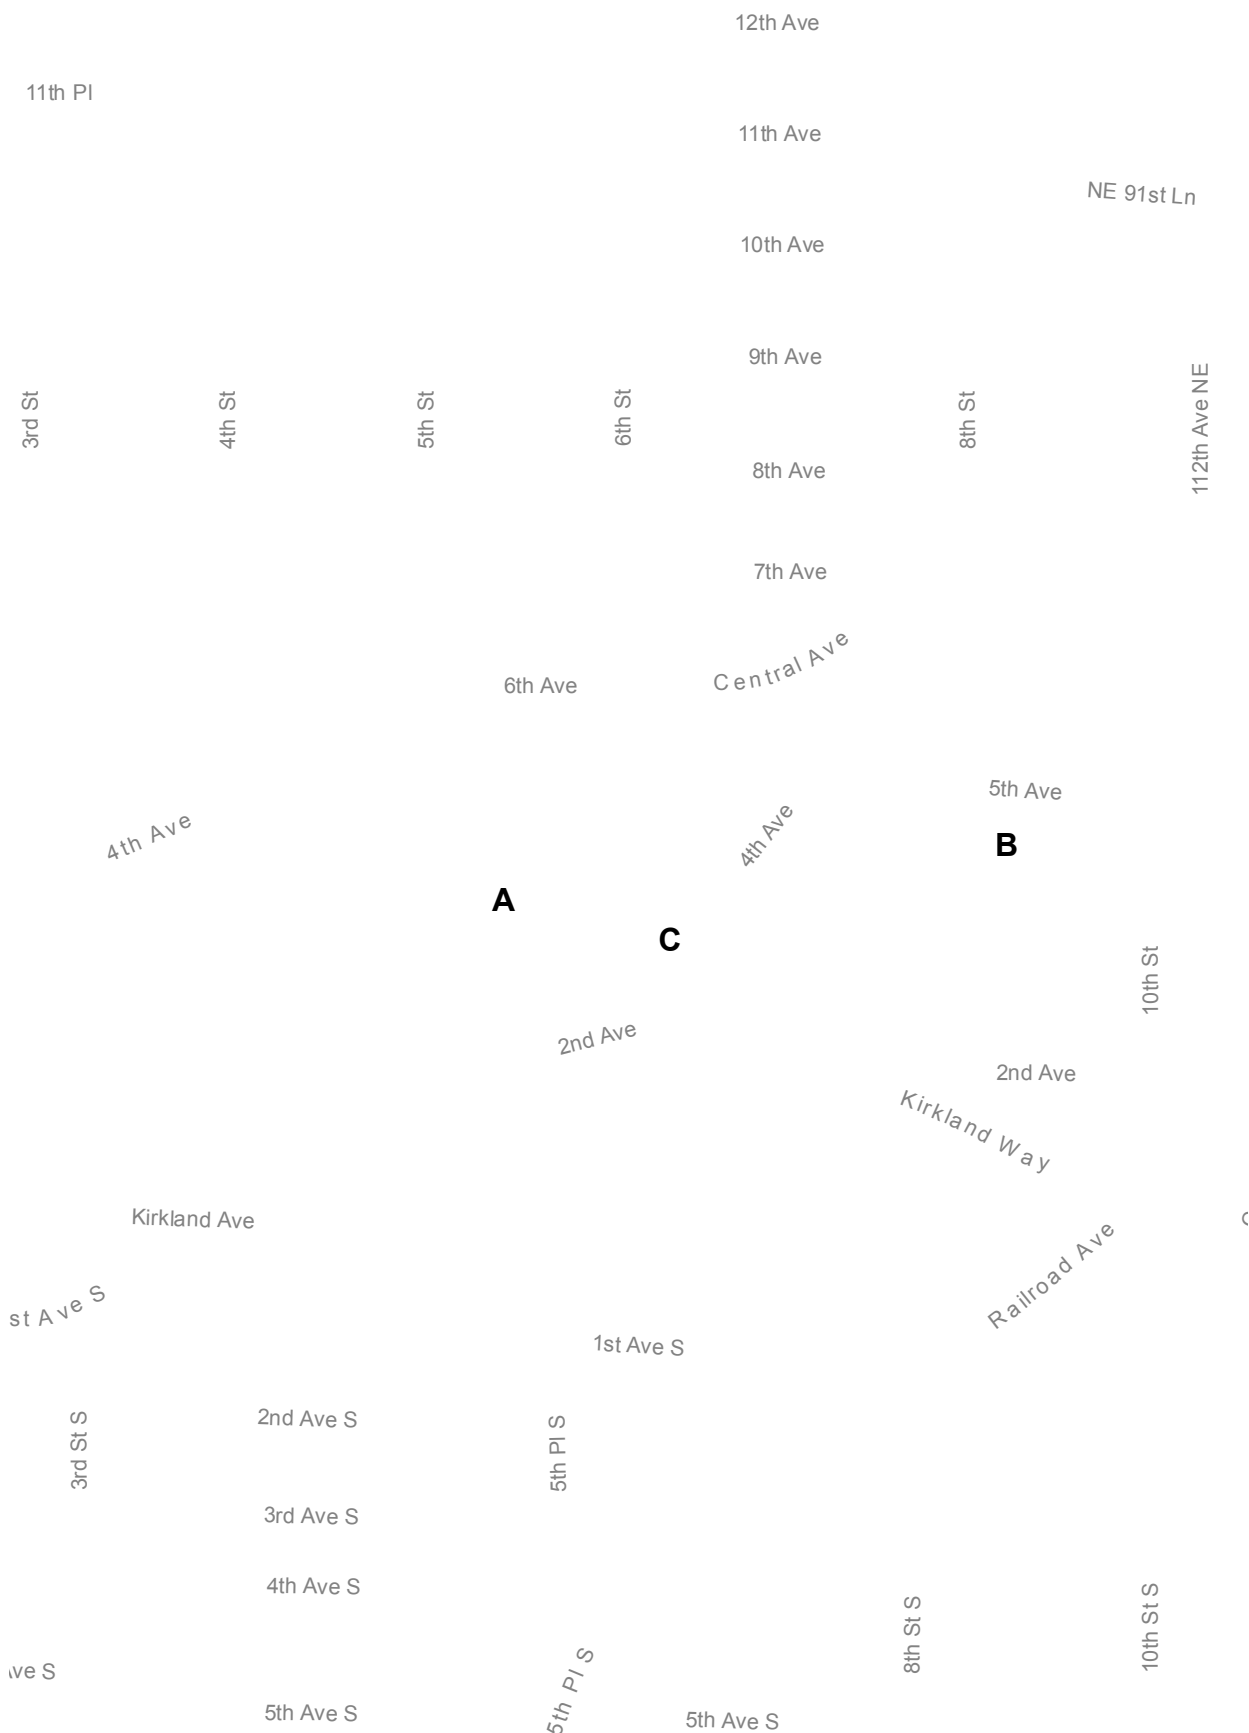 12th Ave
11th Pl
11th Ave
NE 91st Ln
10th Ave
9th Ave
3rd St
4th St
5th St
6th St
8th St
112th Ave NE
8th Ave
7th Ave
Central Ave
6th Ave
5th Ave
4th Ave
4th Ave
B
A
C
10th St
2nd Ave
2nd Ave
Kirkland Way
Kirkland Ave
Railroad Ave
st Ave S
1st Ave S
2nd Ave S
3rd St S
5th Pl S
3rd Ave S
4th Ave S
8th St S
10th St S
ve S
5th Pl S
5th Ave S
5th Ave S